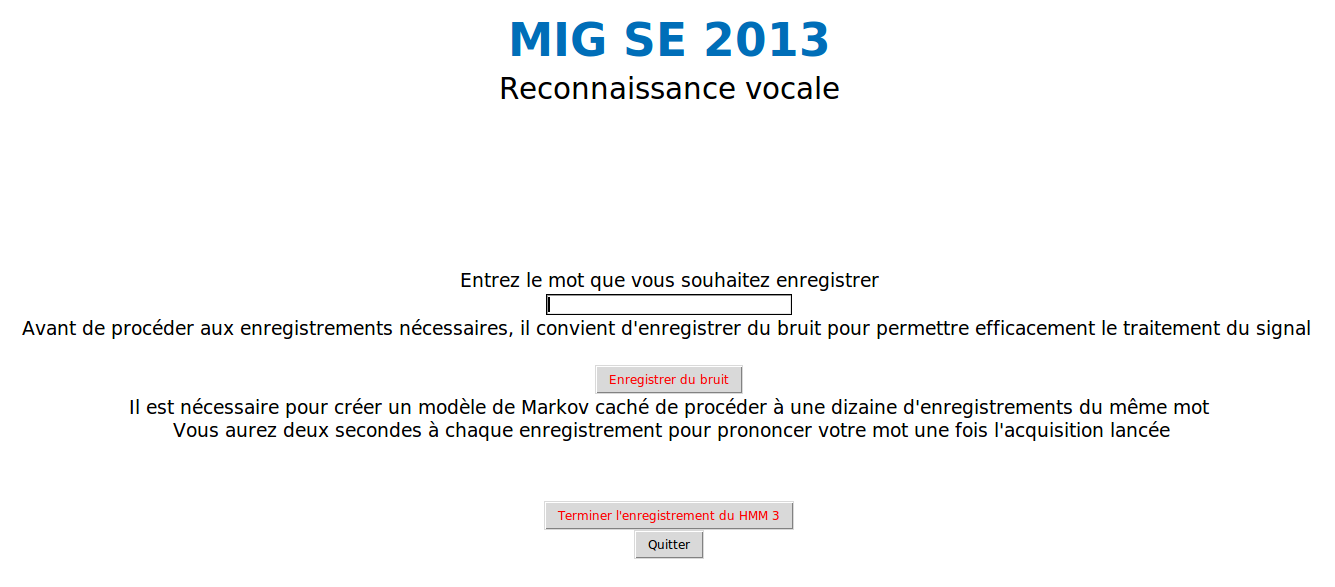 MIG SE 2013
Reconnaissance vocale
Entrez le mot que vous souhaitez enregistrer
Avant de procéder aux enregistrements nécessaires, il convient d'enregistrer du bruit pour permettre efficacement le traitement du signal
Enregistrer du bruit
Il est nécessaire pour créer un modèle de Markov caché de procéder à une dizaine d'enregistrements du même mot
Vous aurez deux secondes à chaque enregistrement pour prononcer votre mot une fois l'acquisition lancée
Terminer l'enregistrement du HMM 3
Quitter